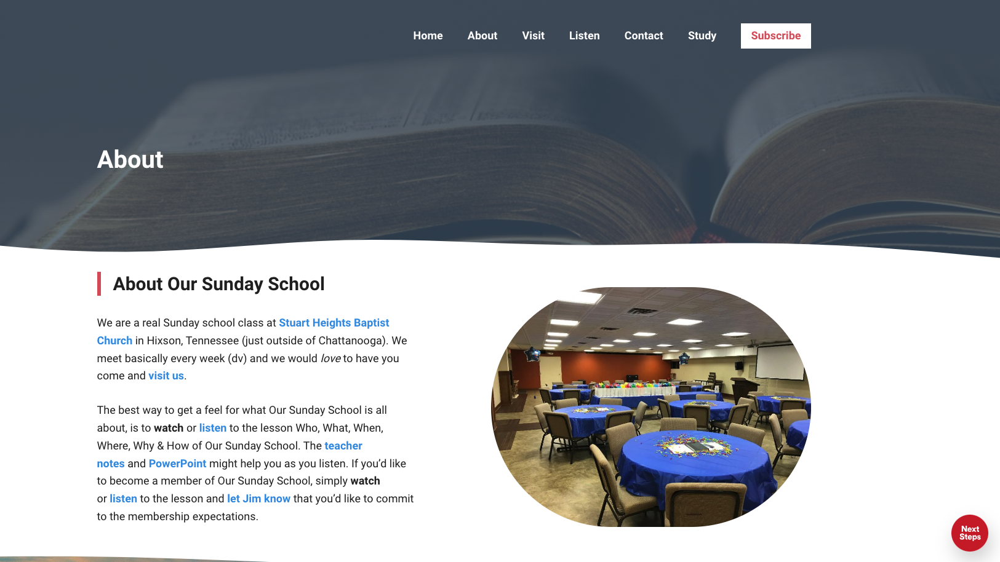 Home About Visit Listen Contact Study Subscribe
About
About Our Sunday School
We are a real Sunday school class at Stuart Heights Baptist
Church in Hixson, Tennessee (just outside of Chattanooga). We
meet basically every week (dv) and we would love to have you
come and visit us.
The best way to get a feel for what Our Sunday School is all
about, is to watch or listen to the lesson Who, What, When,
Where, Why & How of Our Sunday School. The teacher
notes and PowerPoint might help you as you listen. If you’d like
to become a member of Our Sunday School, simply watch
or listen to the lesson and let Jim know that you’d like to commit
to the membership expectations.
Next
Steps